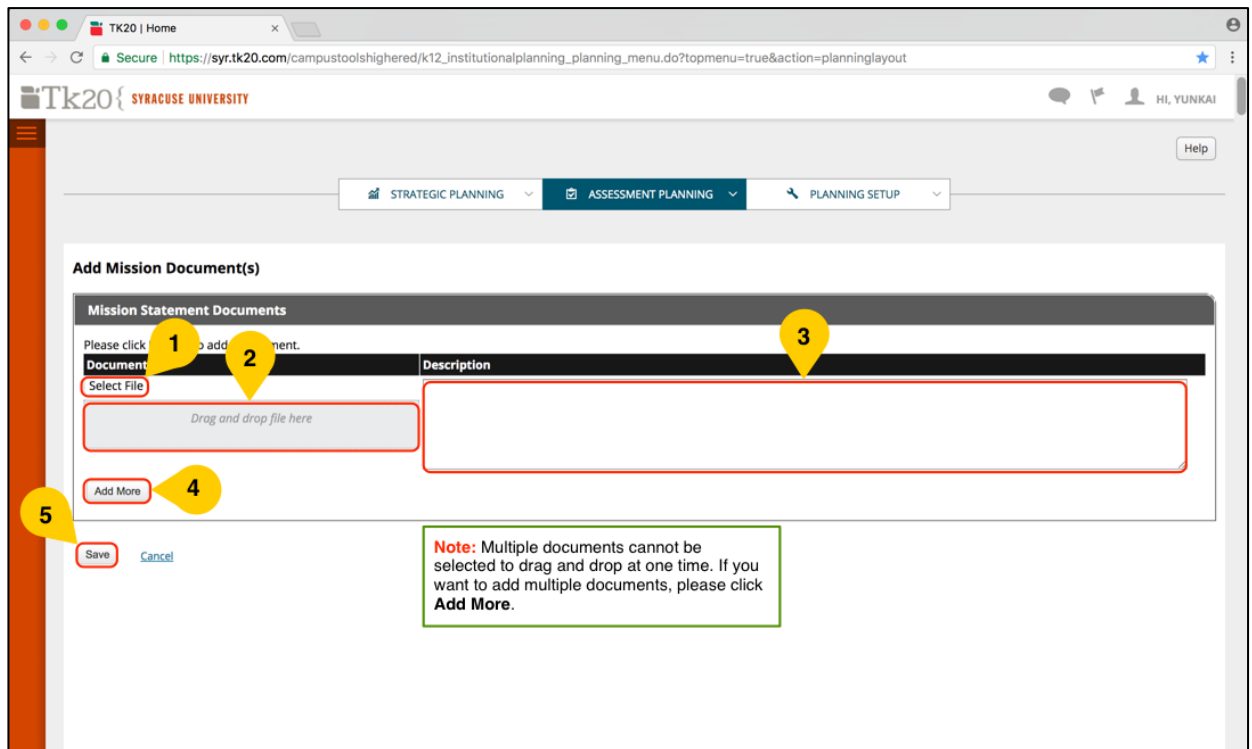 TK20 | Home
Secure https://syr.tk20.com/campustoolshighered/k12_institutionalplanning_planning_menu.do?topmenu=true&action=planninglayout
Tk20{ SYRACUSE UNIVERSITY
HI, YUNKAI
Help
STRATEGIC PLANNING
ASSESSMENT PLANNING
PLANNING SETUP
Add Mission Document(s)
Mission Statement Documents
Please click
1
2
3
Document
Description
Select File
Drag and drop file here
Add More
4
5
Save
Cancel
Note: Multiple documents cannot be
selected to drag and drop at one time. If you
want to add multiple documents, please click
Add More.